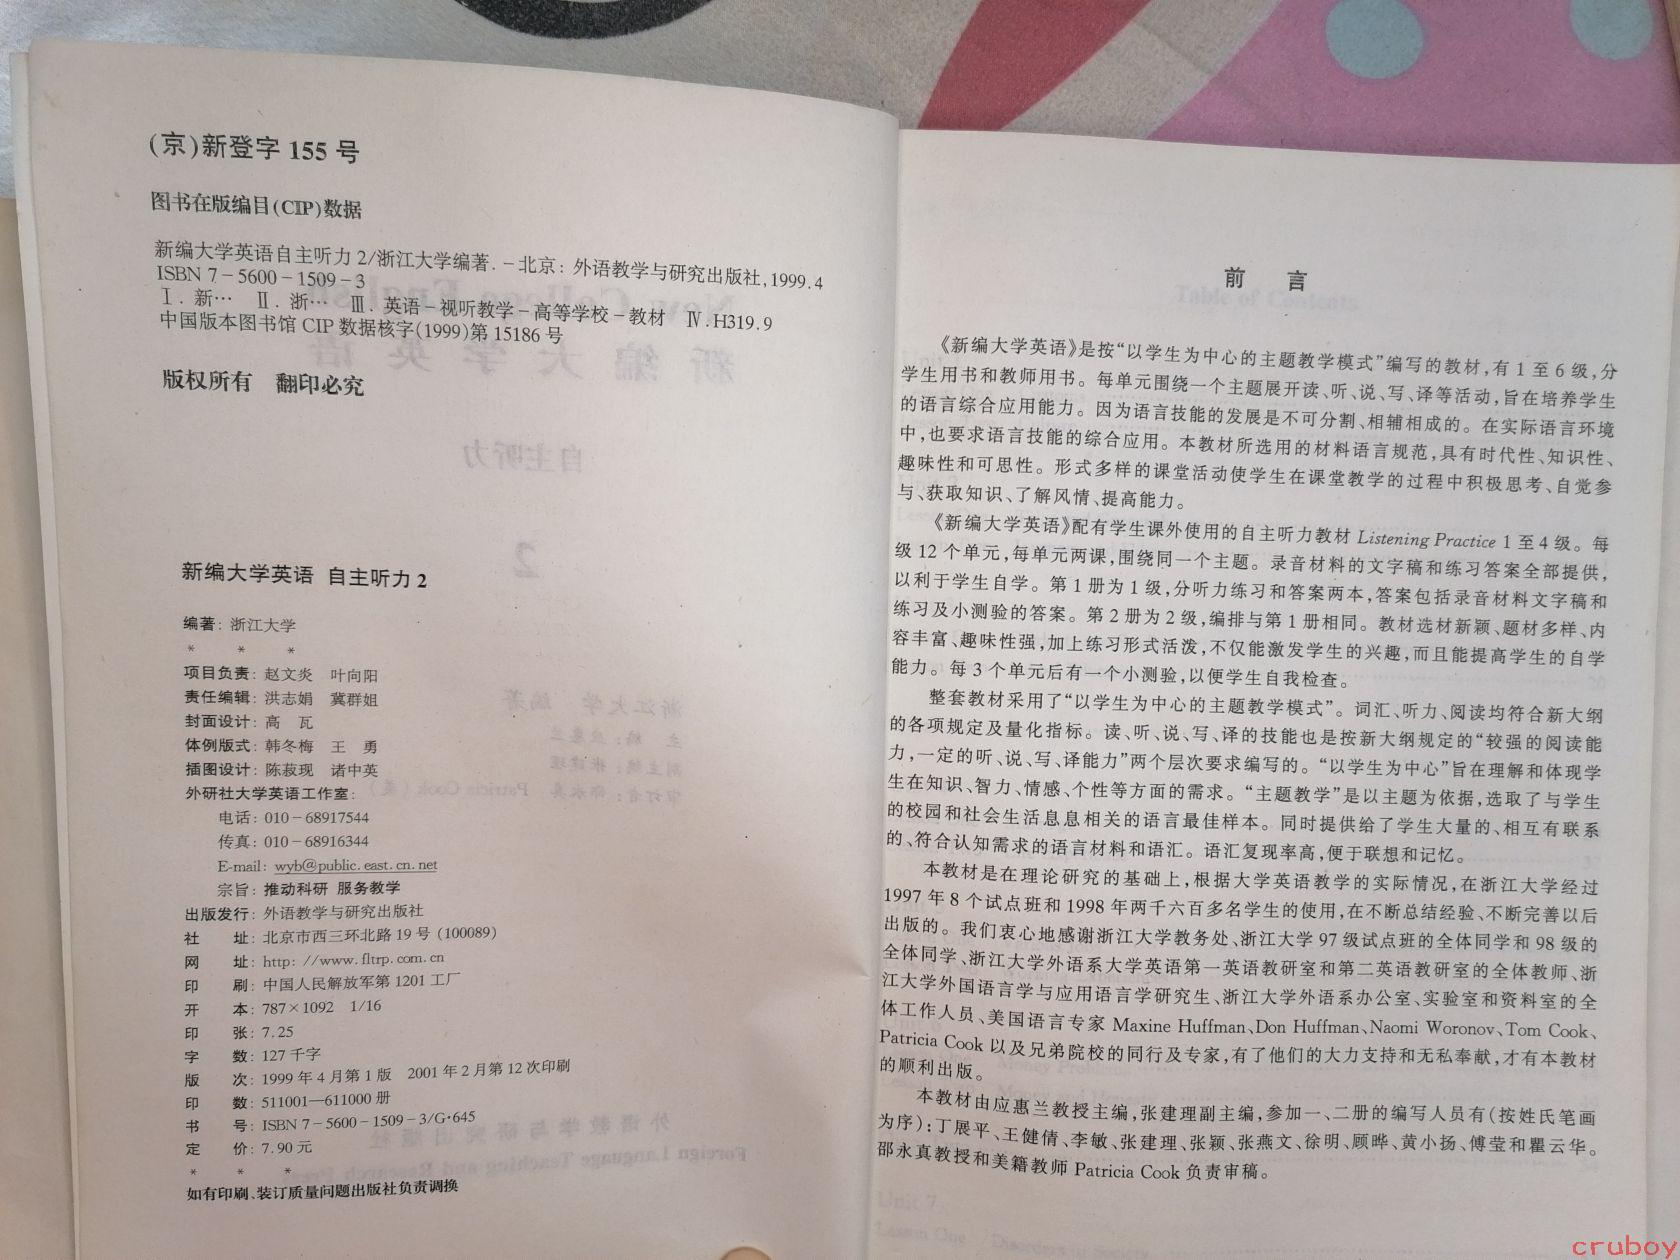 (京)新登字 155 号
图书在版编目(CIP)数据
新编大学英语自主听力 2/浙江大学编著. －北京: 外语教学与研究出版社,1999.4
ISBN 7－5600－1509－3
Ⅰ. 新… Ⅱ. 浙… Ⅲ. 英语－视听教学－高等学校－教材 Ⅳ.H319.9
中国版本图书馆 CIP 数据核字(1999)第 15186 号
版权所有 翻印必究
新编大学英语 自主听力 2
编著: 浙江大学
* * *
项目负责: 赵文炎 叶向阳
责任编辑: 洪志娟 冀群姐
封面设计: 高 瓦
体例版式: 韩冬梅 王 勇
插图设计: 陈菽现 诸中英
外研社大学英语工作室:
电话: 010－68917544
传真: 010－68916344
E-mail: wyb@public.east.cn.net
宗旨: 推动科研 服务教学
出版发行: 外语教学与研究出版社
社 址: 北京市西三环北路 19 号 (100089)
网 址: http: //www.fltrp.com.cn
印 刷: 中国人民解放军第 1201 工厂
开 本: 787×1092 1/16
印 张: 7.25
字 数: 127 千字
版 次: 1999 年 4 月第 1 版 2001 年 2 月第 12 次印刷
印 数: 511001—611000 册
书 号: ISBN 7－5600－1509－3/G·645
定 价: 7.90 元
* * *
如有印刷、装订质量问题出版社负责调换
前 言
《新编大学英语》是按“以学生为中心的主题教学模式”编写的教材,有 1 至 6 级,分
学生用书和教师用书。每单元围绕一个主题展开读、听、说、写、译等活动,旨在培养学生
的语言综合应用能力。因为语言技能的发展是不可分割、相辅相成的。在实际语言环境
中,也要求语言技能的综合应用。本教材所选用的材料语言规范,具有时代性、知识性、
趣味性和可思性。形式多样的课堂活动使学生在课堂教学的过程中积极思考、自觉参
与、获取知识、了解风情、提高能力。
《新编大学英语》配有学生课外使用的自主听力教材 Listening Practice 1 至 4 级。每
级 12 个单元,每单元两课,围绕同一个主题。录音材料的文字稿和练习答案全部提供,
以利于学生自学。第 1 册为 1 级,分听力练习和答案两本,答案包括录音材料文字稿和
练习及小测验的答案。第 2 册为 2 级,编排与第 1 册相同。教材选材新颖、题材多样、内
容丰富、趣味性强,加上练习形式活泼,不仅能激发学生的兴趣,而且能提高学生的自学
能力。每 3 个单元后有一个小测验,以便学生自我检查。
整套教材采用了“以学生为中心的主题教学模式”。词汇、听力、阅读均符合新大纲
的各项规定及量化指标。读、听、说、写、译的技能也是按新大纲规定的“较强的阅读能
力,一定的听、说、写、译能力”两个层次要求编写的。“以学生为中心”旨在理解和体现学
生在知识、智力、情感、个性等方面的需求。“主题教学”是以主题为依据,选取了与学生
的校园和社会生活息息相关的语言最佳样本。同时提供给了学生大量的、相互有联系
的、符合认知需求的语言材料和语汇。语汇复现率高,便于联想和记忆。
本教材是在理论研究的基础上,根据大学英语教学的实际情况,在浙江大学经过
1997 年 8 个试点班和 1998 年两千六百多名学生的使用,在不断总结经验、不断完善以后
出版的。我们衷心地感谢浙江大学教务处、浙江大学 97 级试点班的全体同学和 98 级的
全体同学、浙江大学外语系大学英语第一英语教研室和第二英语教研室的全体教师、浙
江大学外国语言学与应用语言学研究生、浙江大学外语系办公室、实验室和资料室的全
体工作人员、美国语言专家 Maxine Huffman、Don Huffman、Naomi Woronov、Tom Cook、
Patricia Cook 以及兄弟院校的同行及专家,有了他们的大力支持和无私奉献,才有本教材
的顺利出版。
本教材由应惠兰教授主编,张建理副主编,参加一、二册的编写人员有(按姓氏笔画
为序):丁展平、王健倩、李敏、张建理、张颖、张燕文、徐明、顾晔、黄小扬、傅莹和瞿云华。
邵永真教授和美籍教师 Patricia Cook 负责审稿。
cruboy